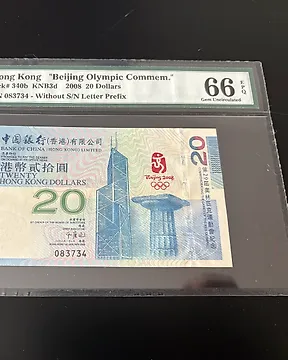 ong Kong "Beijing Olympic Commem."
k# 340b KNB3d 2008 20 Dollars
N 083734 - Without S/N Letter Prefix
66 EPQ
Gem Uncirculated
中國銀行(香港)有限公司
BANK OF CHINA (HONG KONG) LIMITED
港幣貳拾圓
TWENTY
HONG KONG DOLLARS
20
Beijing 2008
20
083734